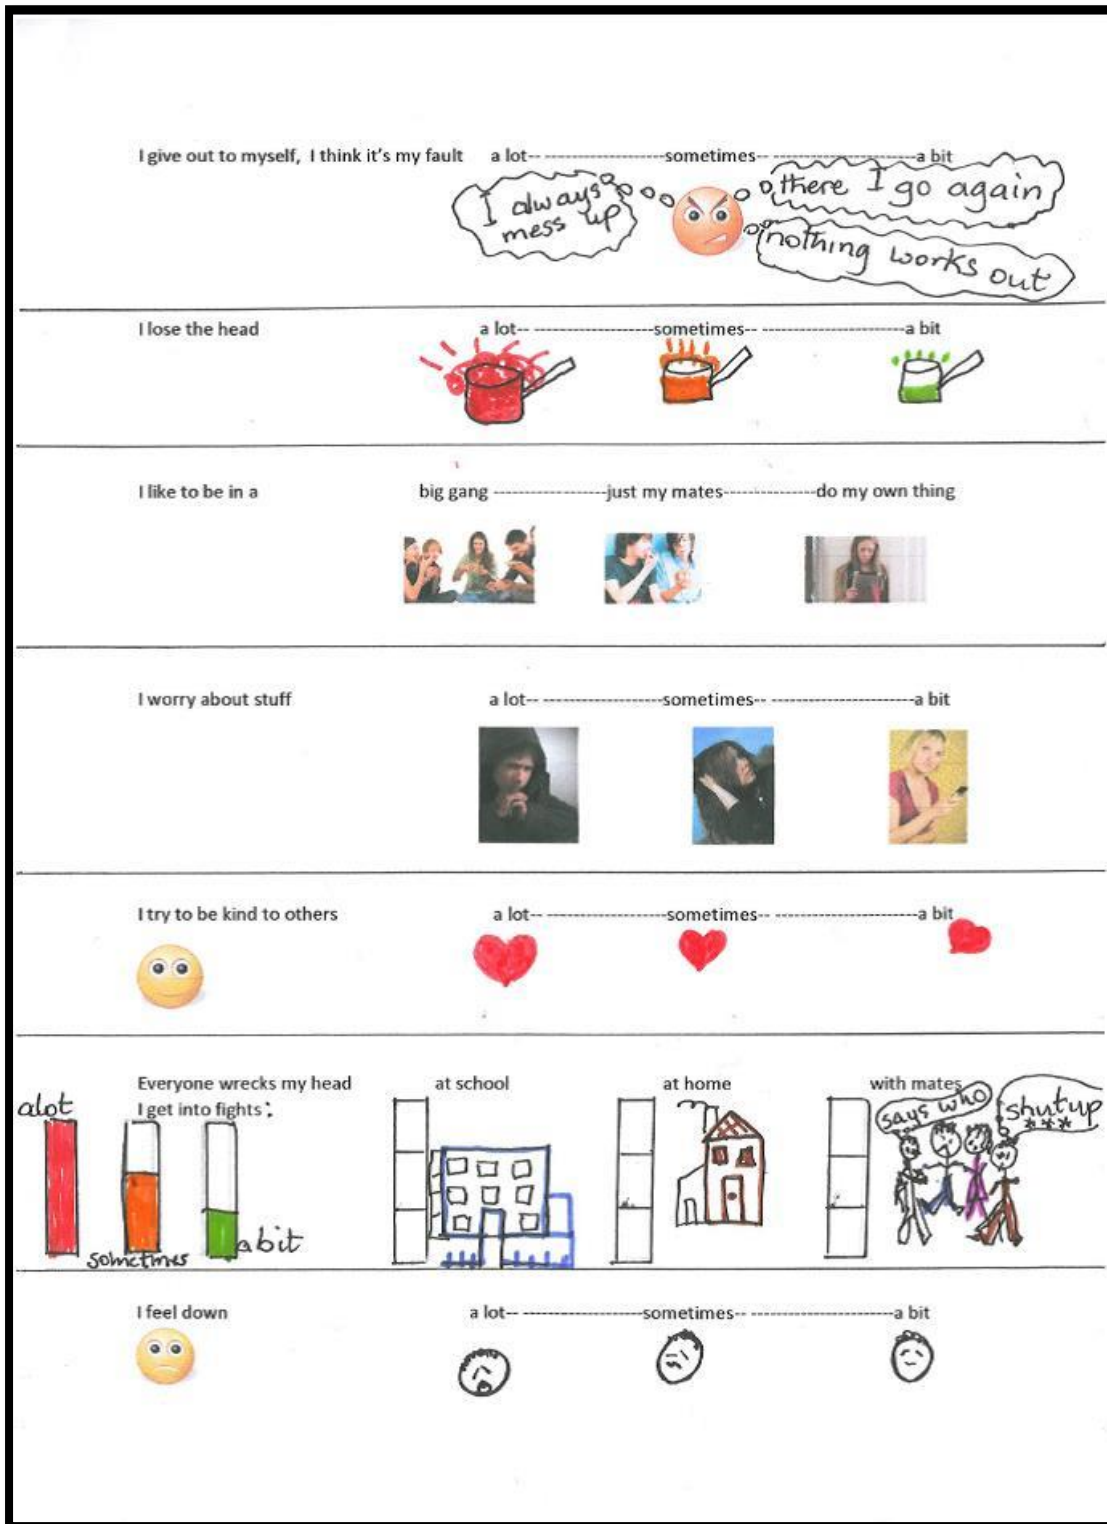 I give out to myself, I think it's my fault a lot-- --------------------sometimes-- -----------------------a bit
I always
mess up
there I go again
nothing works out
I lose the head a lot-- --------------------sometimes-- -----------------------a bit
I like to be in a big gang ------------------just my mates---------------do my own thing
I worry about stuff a lot-- --------------------sometimes-- -----------------------a bit
I try to be kind to others a lot-- --------------------sometimes-- -----------------------a bit
Everyone wrecks my head at school at home with mates
I get into fights:
alot
sometimes
a bit
says who
shut up
***
I feel down a lot-- --------------------sometimes-- -----------------------a bit